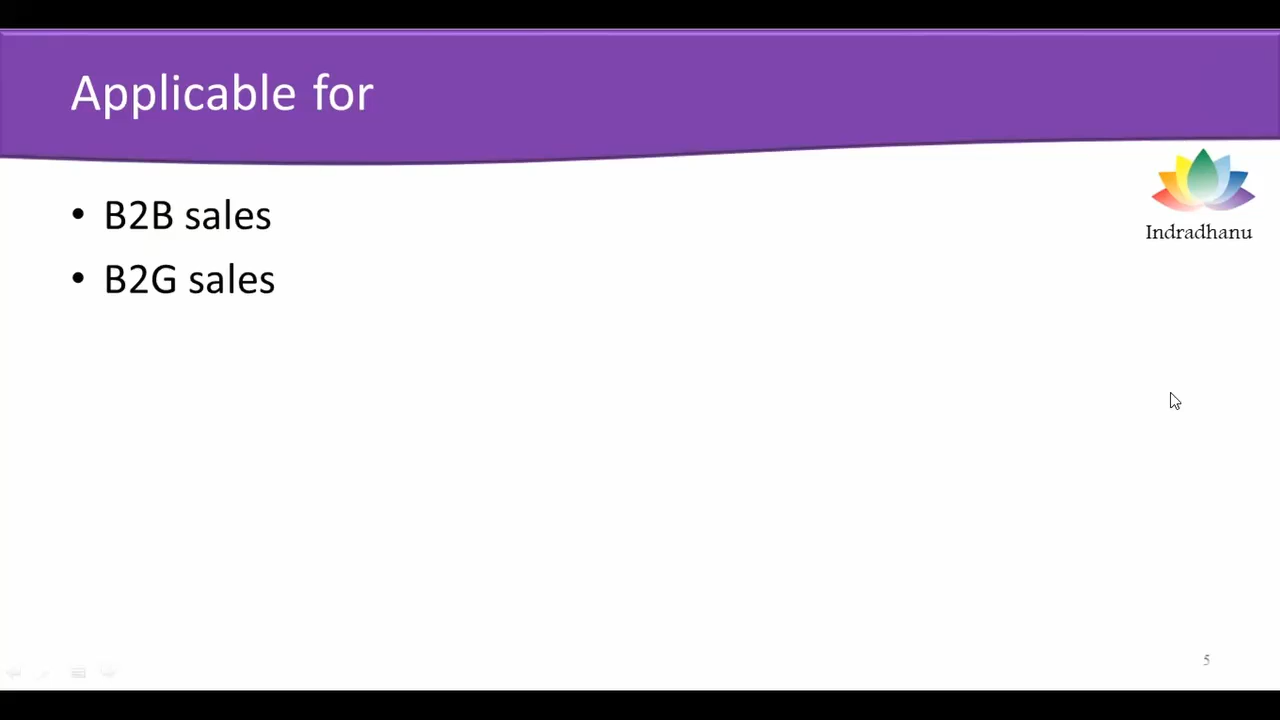 Applicable for
• B2B sales
• B2G sales
Indradhanu
5